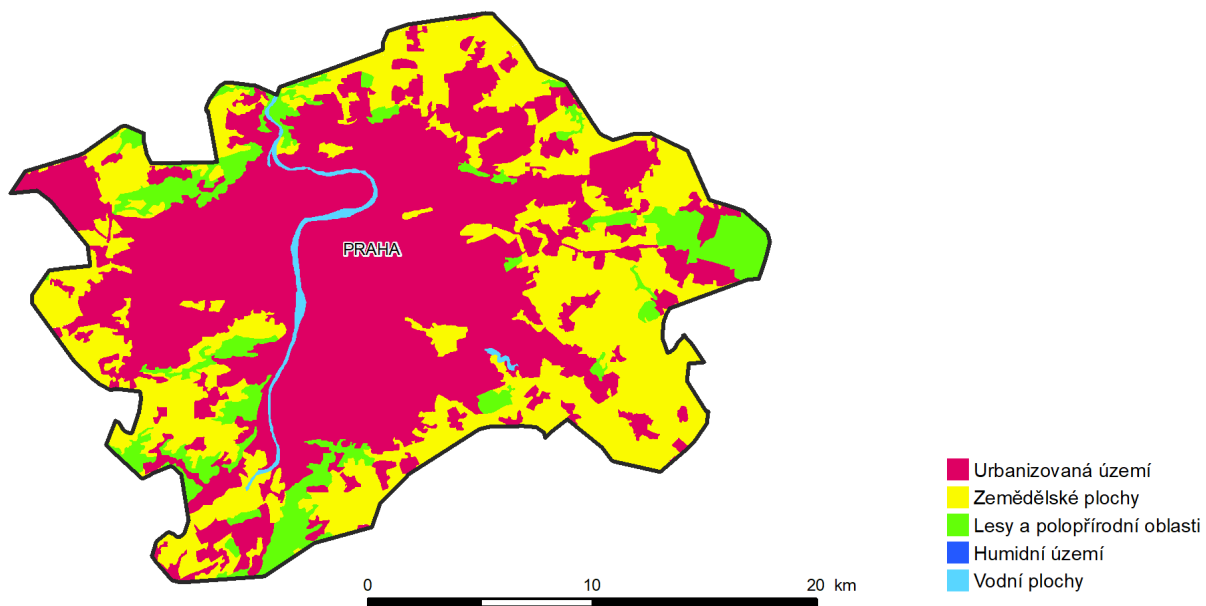 PRAHA
Urbanizovaná území
Zemědělské plochy
Lesy a polopřírodní oblasti
Humidní území
Vodní plochy
0 10 20 km